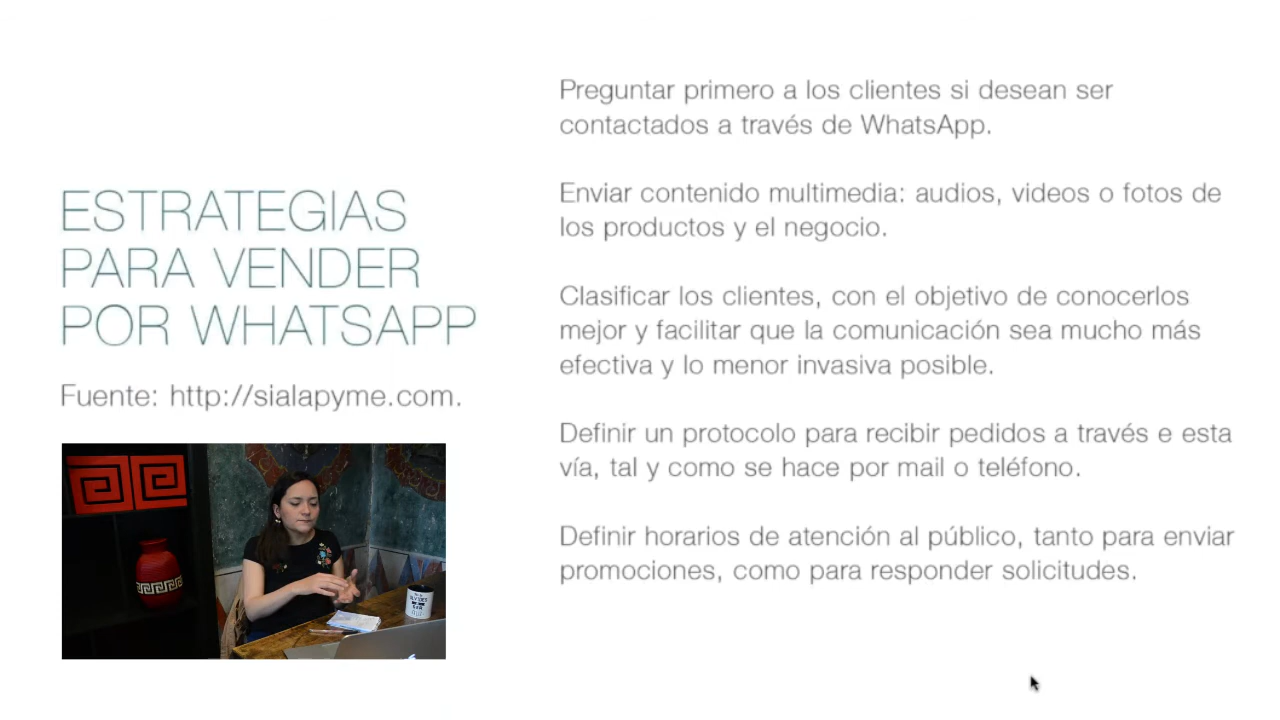 ESTRATEGIAS
PARA VENDER
POR WHATSAPP
Fuente: http://sialapyme.com.
Preguntar primero a los clientes si desean ser
contactados a través de WhatsApp.
Enviar contenido multimedia: audios, videos o fotos de
los productos y el negocio.
Clasificar los clientes, con el objetivo de conocerlos
mejor y facilitar que la comunicación sea mucho más
efectiva y lo menor invasiva posible.
Definir un protocolo para recibir pedidos a través e esta
vía, tal y como se hace por mail o teléfono.
Definir horarios de atención al público, tanto para enviar
promociones, como para responder solicitudes.